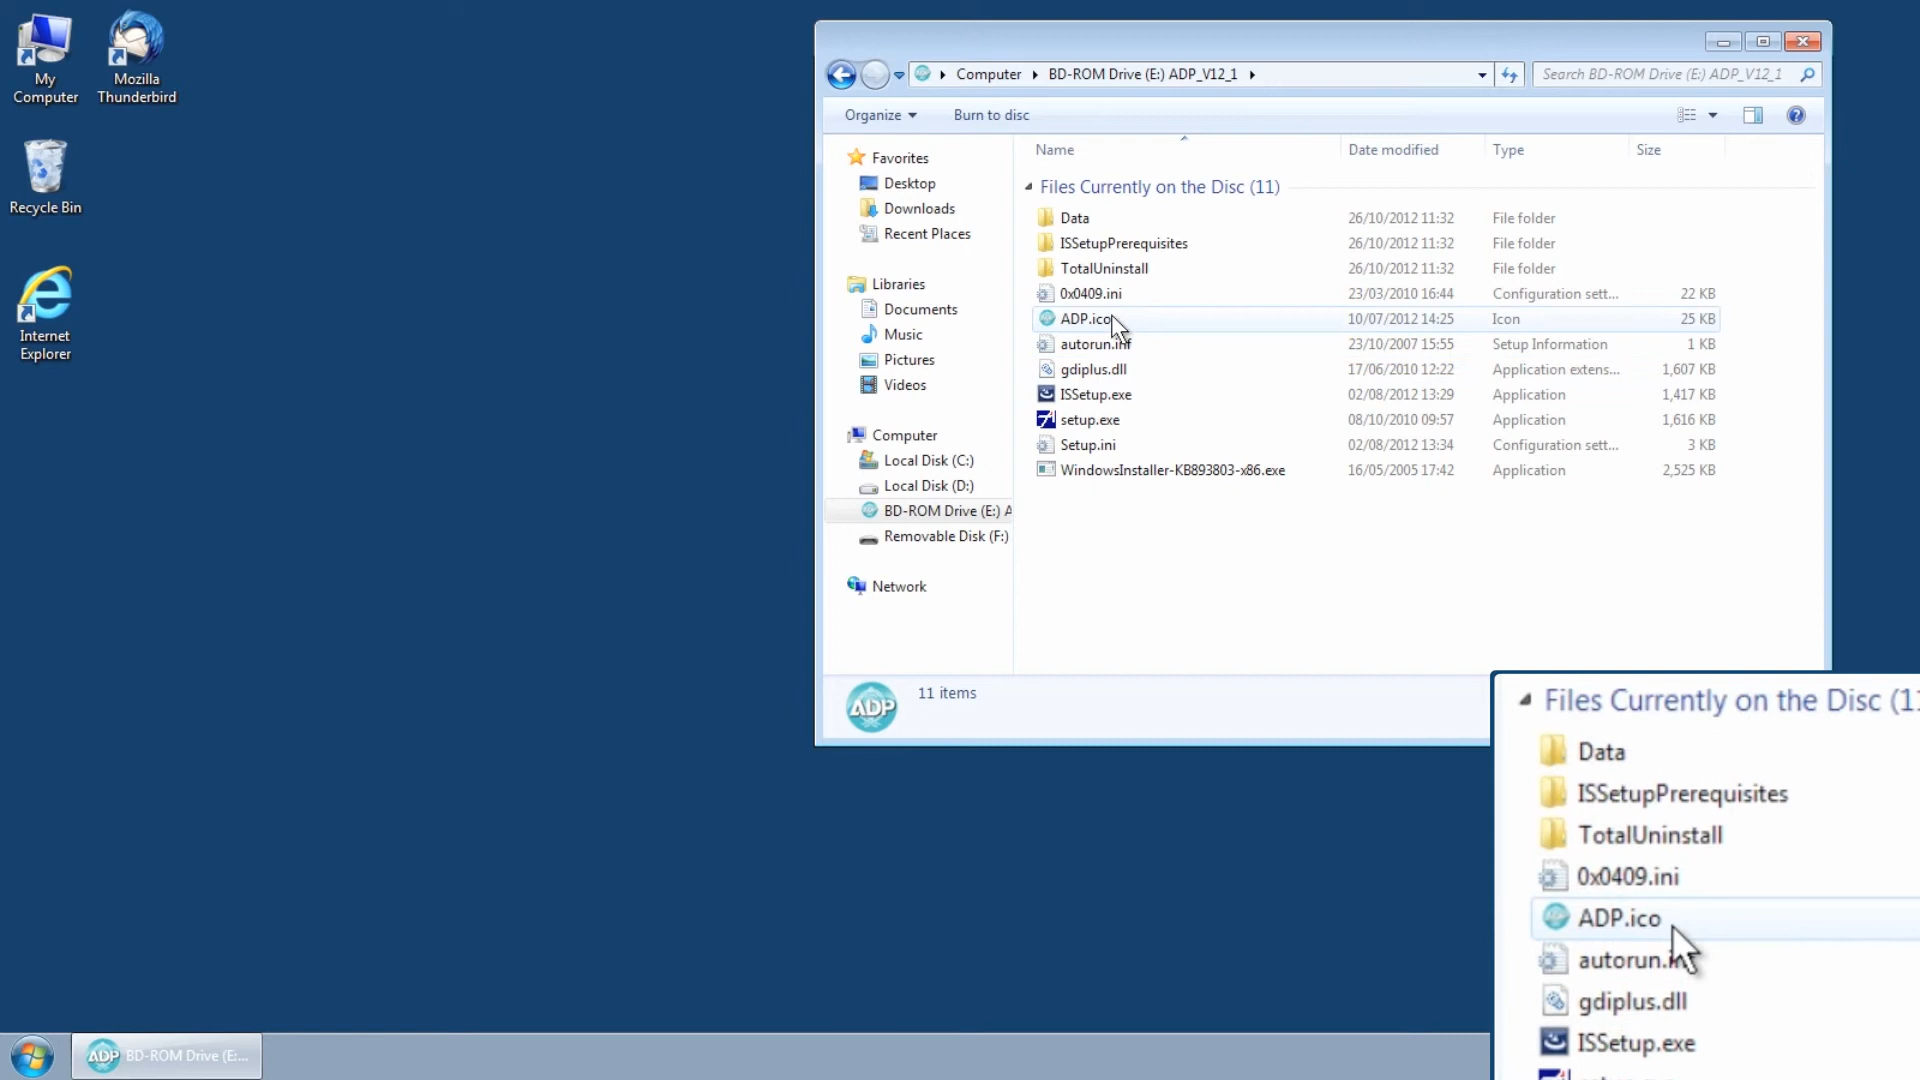 My
Computer
Mozilla
Thunderbird
Recycle Bin
Internet
Explorer
Computer
BD-ROM Drive (E:) ADP_V12_1
Search BD-ROM Drive (E:) ADP_V12_1
Organize
Burn to disc
Favorites
Desktop
Downloads
Recent Places
Libraries
Documents
Music
Pictures
Videos
Computer
Local Disk (C:)
Local Disk (D:)
BD-ROM Drive (E:) A
Removable Disk (F:)
Network
Name Date modified Type Size
Files Currently on the Disc (11)
Data 26/10/2012 11:32 File folder
ISSetupPrerequisites 26/10/2012 11:32 File folder
TotalUninstall 26/10/2012 11:32 File folder
0x0409.ini 23/03/2010 16:44 Configuration sett... 22 KB
ADP.ico 10/07/2012 14:25 Icon 25 KB
autorun.inf 23/10/2007 15:55 Setup Information 1 KB
gdiplus.dll 17/06/2010 12:22 Application extens... 1,607 KB
ISSetup.exe 02/08/2012 13:29 Application 1,417 KB
setup.exe 08/10/2010 09:57 Application 1,616 KB
Setup.ini 02/08/2012 13:34 Configuration sett... 3 KB
WindowsInstaller-KB893803-x86.exe 16/05/2005 17:42 Application 2,525 KB
ADP
11 items
Files Currently on the Disc (11
Data
ISSetupPrerequisites
TotalUninstall
0x0409.ini
ADP.ico
autorun.in
gdiplus.dll
ISSetup.exe
ADP
BD-ROM Drive (E:...